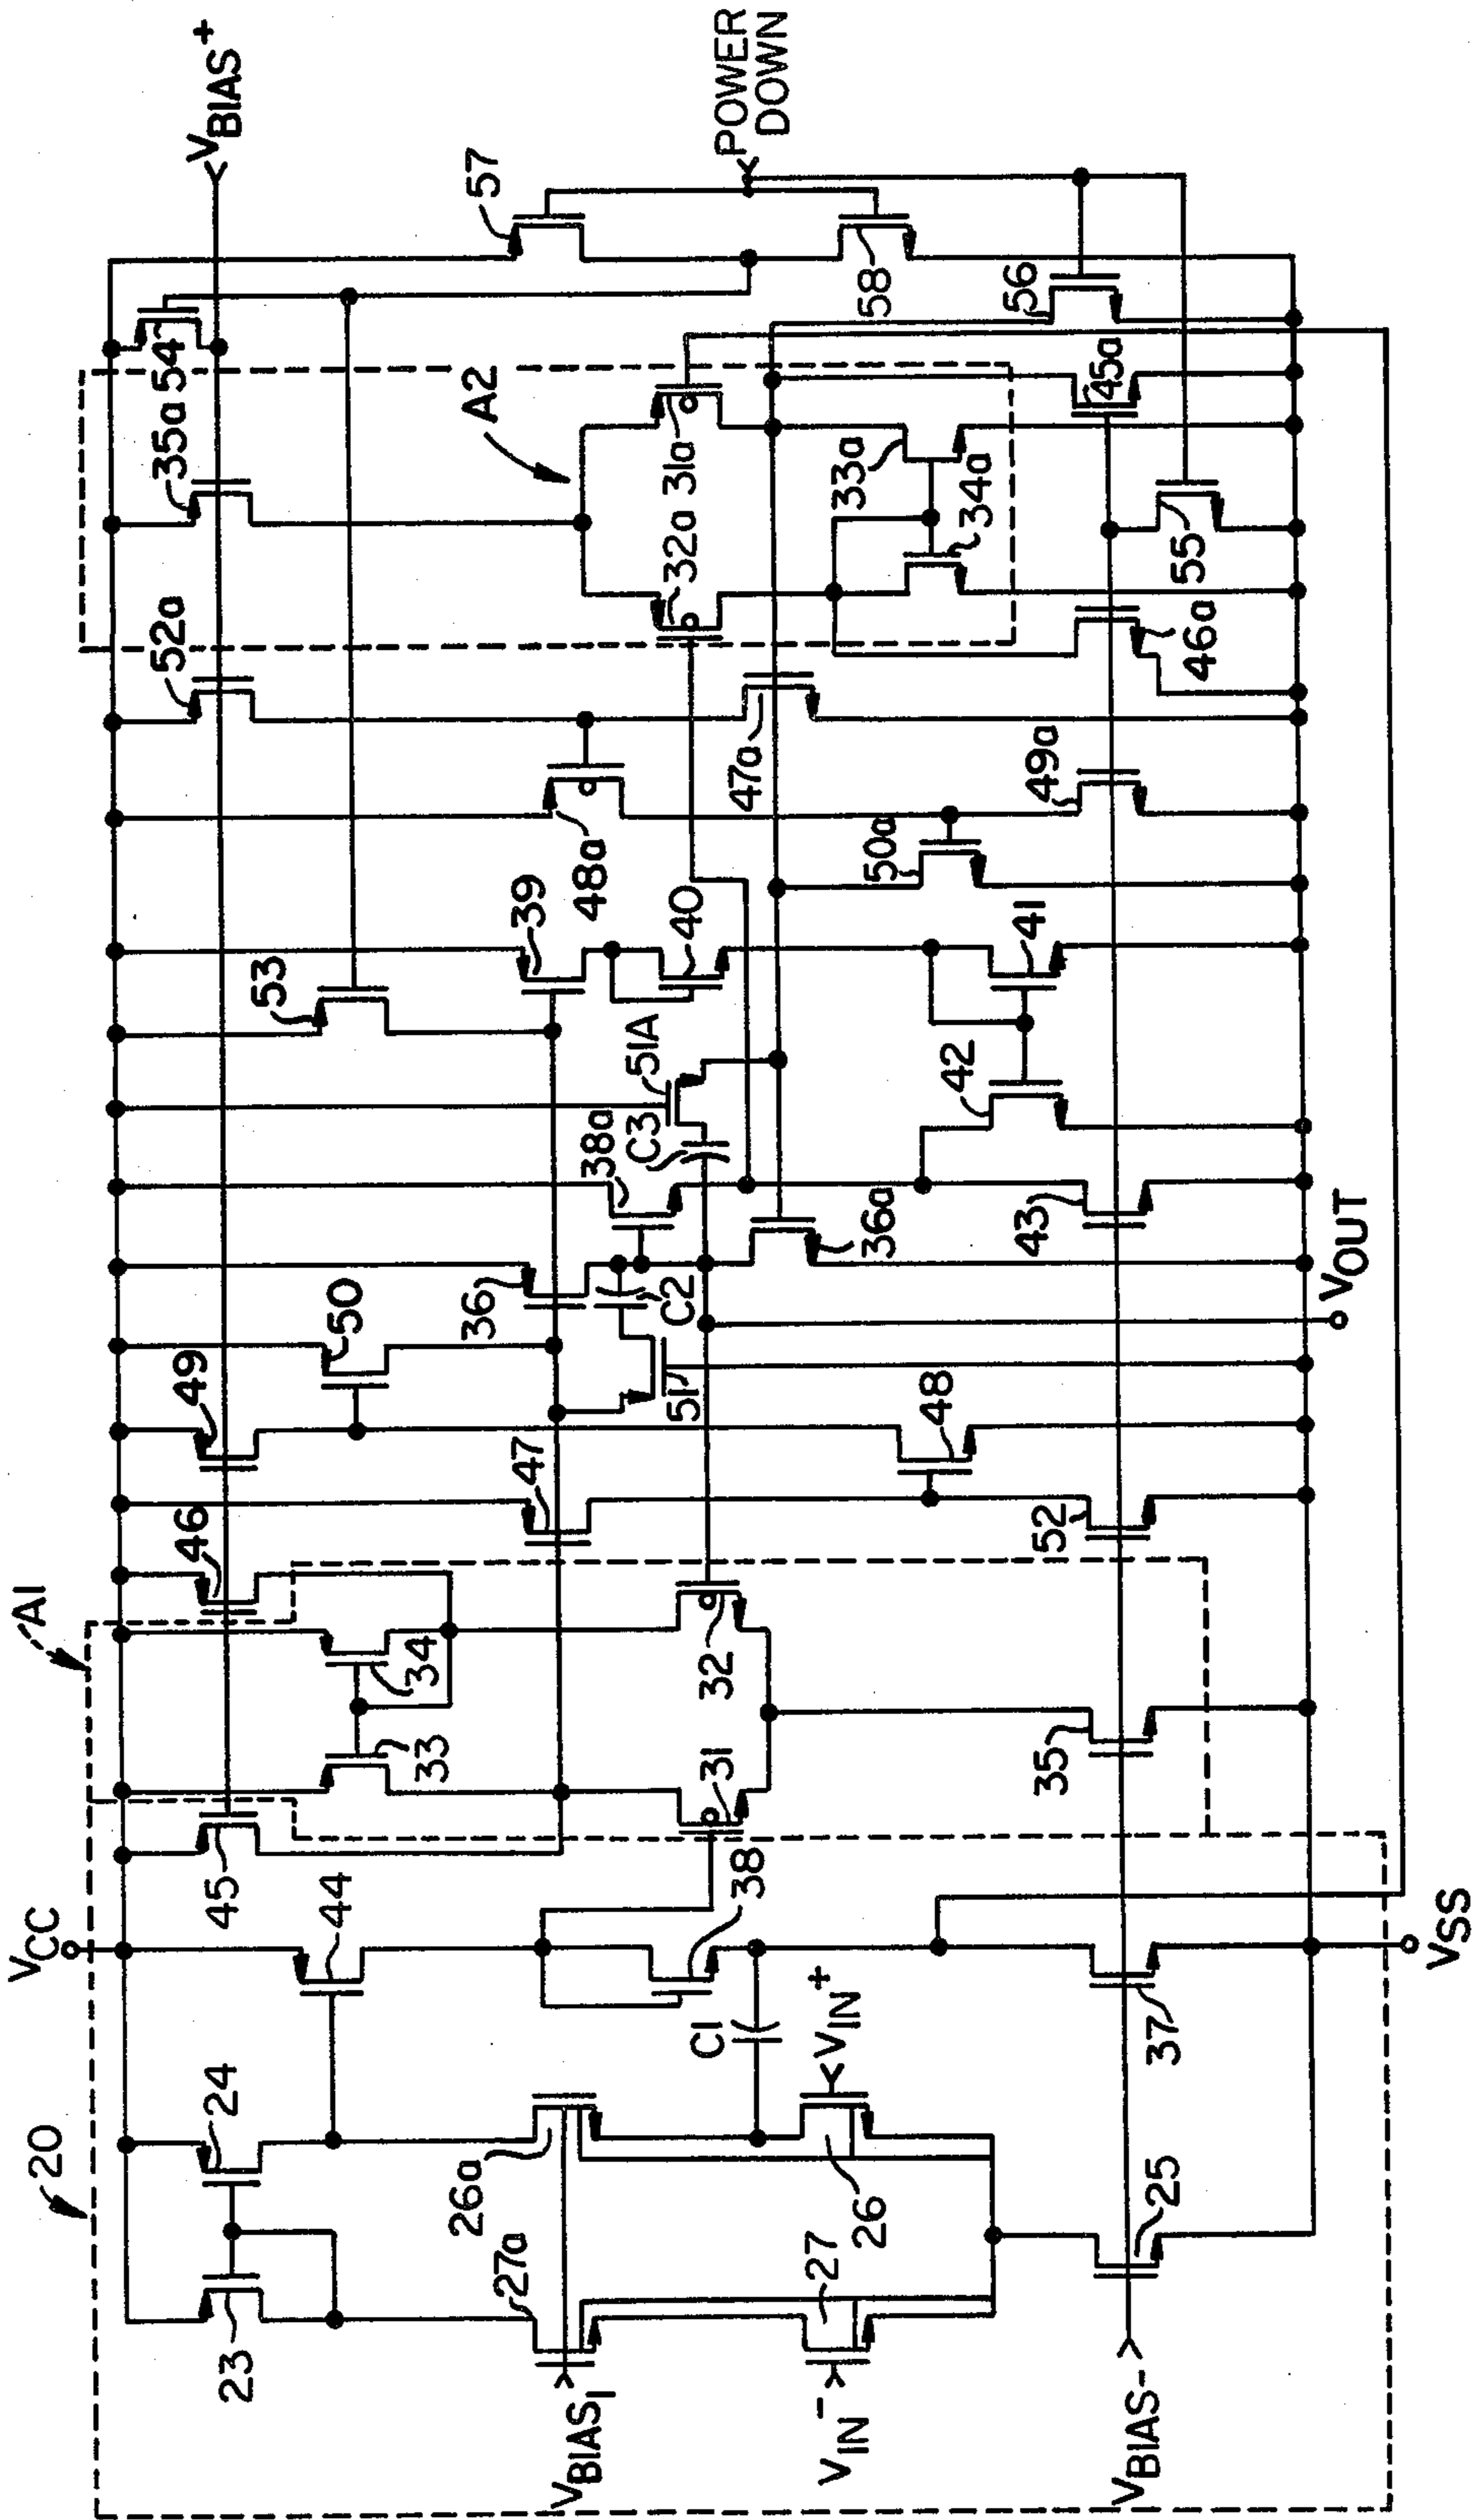 20
A1
VCC
VBIAS+
23
24
44
45
46
49
50
53
52a
35a
54
57
33
34
47
36
38a
C3
51A
39
40
48a
A2
32a
31a
POWER
DOWN
27a
26a
VBIAS1
C1
38
31
32
51
C2
36a
47a
33a
34a
58
56
VIN-
27
26
VIN+
48
42
41
50a
49a
VBIAS-
25
37
35
52
43
46a
55
45a
VSS
VOUT